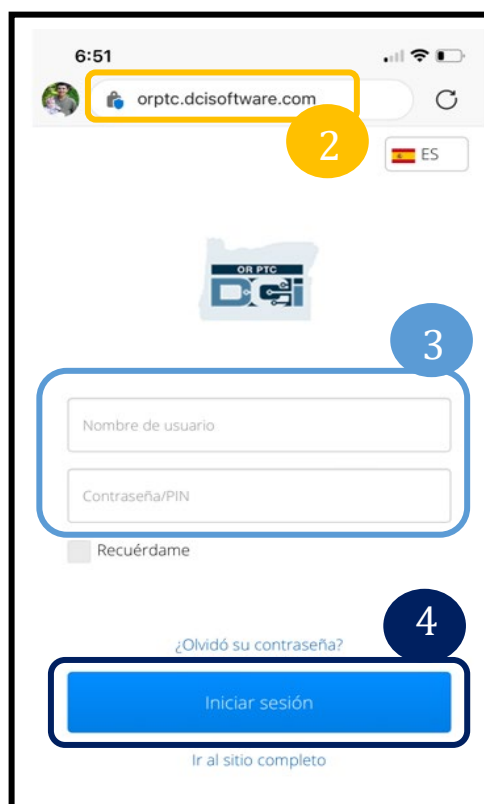 6:51
orptc.dcisoftware.com
2
ES
OR PTC
DCi
3
Nombre de usuario
Contraseña/PIN
Recuérdame
4
¿Olvidó su contraseña?
Iniciar sesión
Ir al sitio completo